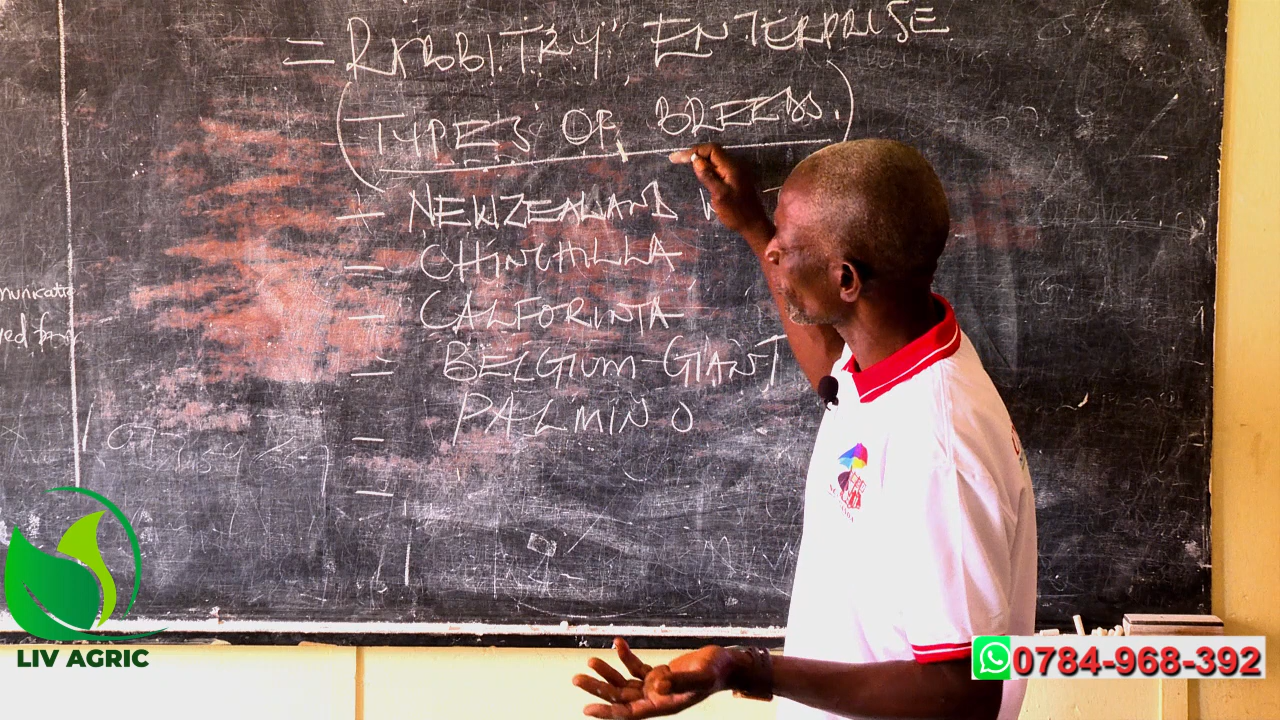 = RABBITRY" ENTERPRISE
(TYPES OF BREEDS.)
- NEWZEALAND W
- CHINCHILLA
- CALFORINIA
= BELGIUM-GIANT
- PALMINO
-
LIV AGRIC
0784-968-392